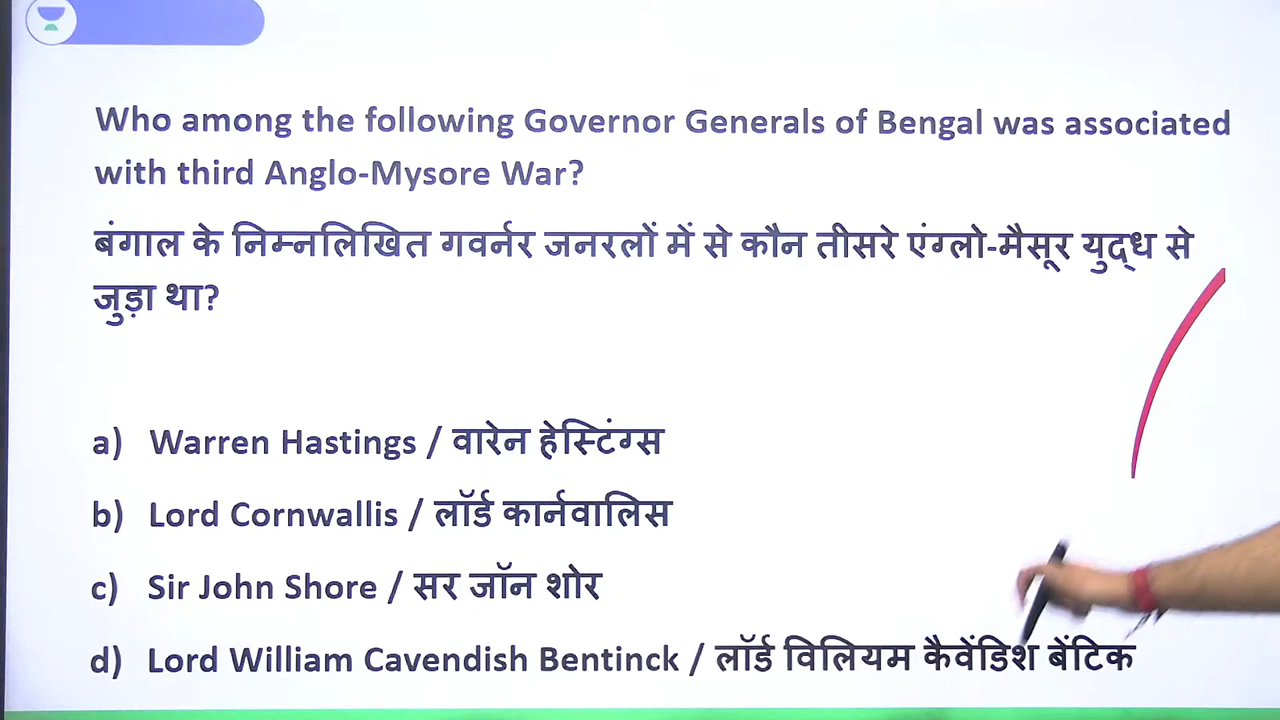 Who among the following Governor Generals of Bengal was associated
with third Anglo-Mysore War?
बंगाल के निम्नलिखित गवर्नर जनरलों में से कौन तीसरे एंग्लो-मैसूर युद्ध से
जुड़ा था?
a) Warren Hastings / वारेन हेस्टिंग्स
b) Lord Cornwallis / लॉर्ड कार्नवालिस
c) Sir John Shore / सर जॉन शोर
d) Lord William Cavendish Bentinck / लॉर्ड विलियम कैवेंडिश बेंटिक